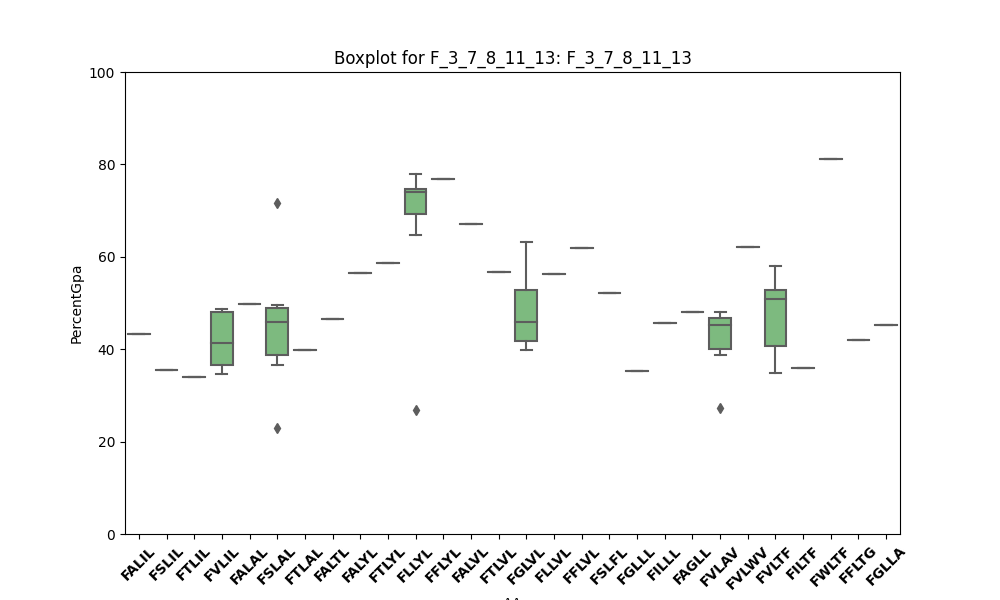 Boxplot for F_3_7_8_11_13: F_3_7_8_11_13
PercentGpa
100
80
60
40
20
0
FALIL
FSLIL
FTLIL
FVLIL
FALAL
FSLAL
FTLAL
FALTL
FALYL
FTLYL
FLLYL
FFLYL
FALVL
FTLVL
FGLVL
FLLVL
FFLVL
FSLFL
FGLLL
FILLL
FAGLL
FVLAV
FVLWV
FVLTF
FILTF
FWLTF
FFLTG
FGLLA